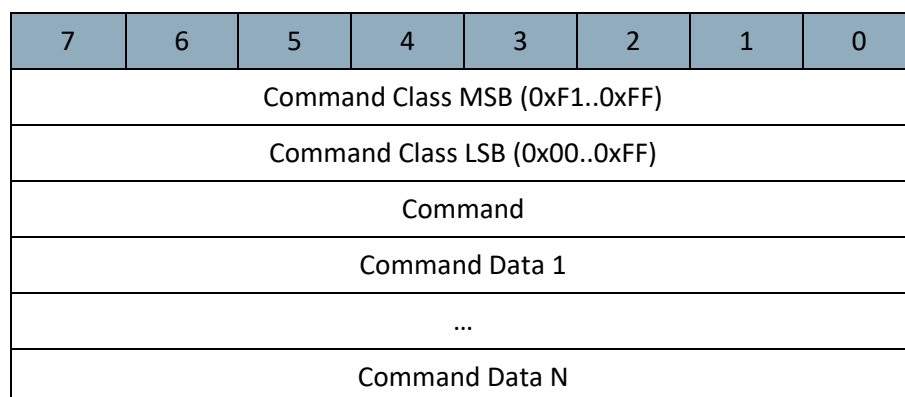 7 6 5 4 3 2 1 0
Command Class MSB (0xF1..0xFF)
Command Class LSB (0x00..0xFF)
Command
Command Data 1
...
Command Data N